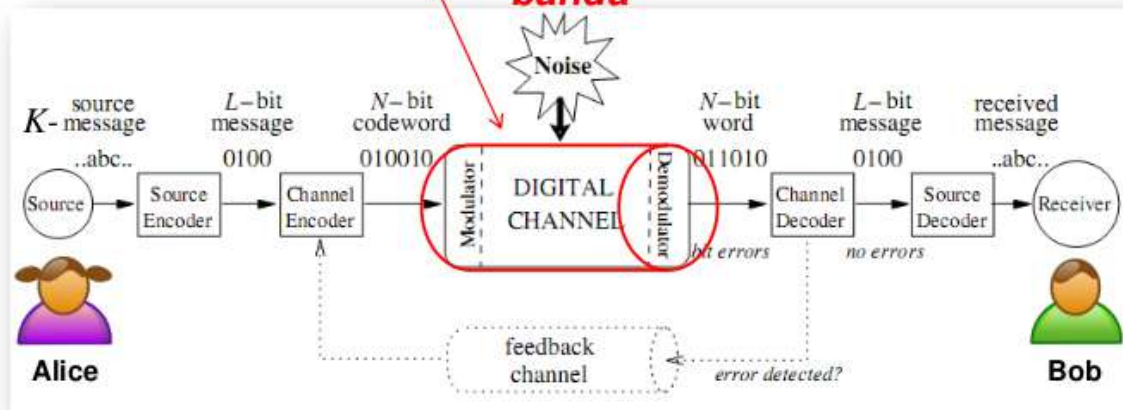 banda
Noise
K- source message
L-bit message
N-bit codeword
N-bit word
L-bit message
received message
..abc..
0100
010010
011010
0100
..abc..
Source
Source Encoder
Channel Encoder
Modulator
DIGITAL CHANNEL
Demodulator
Channel Decoder
Source Decoder
Receiver
bit errors
no errors
feedback channel
error detected?
Alice
Bob